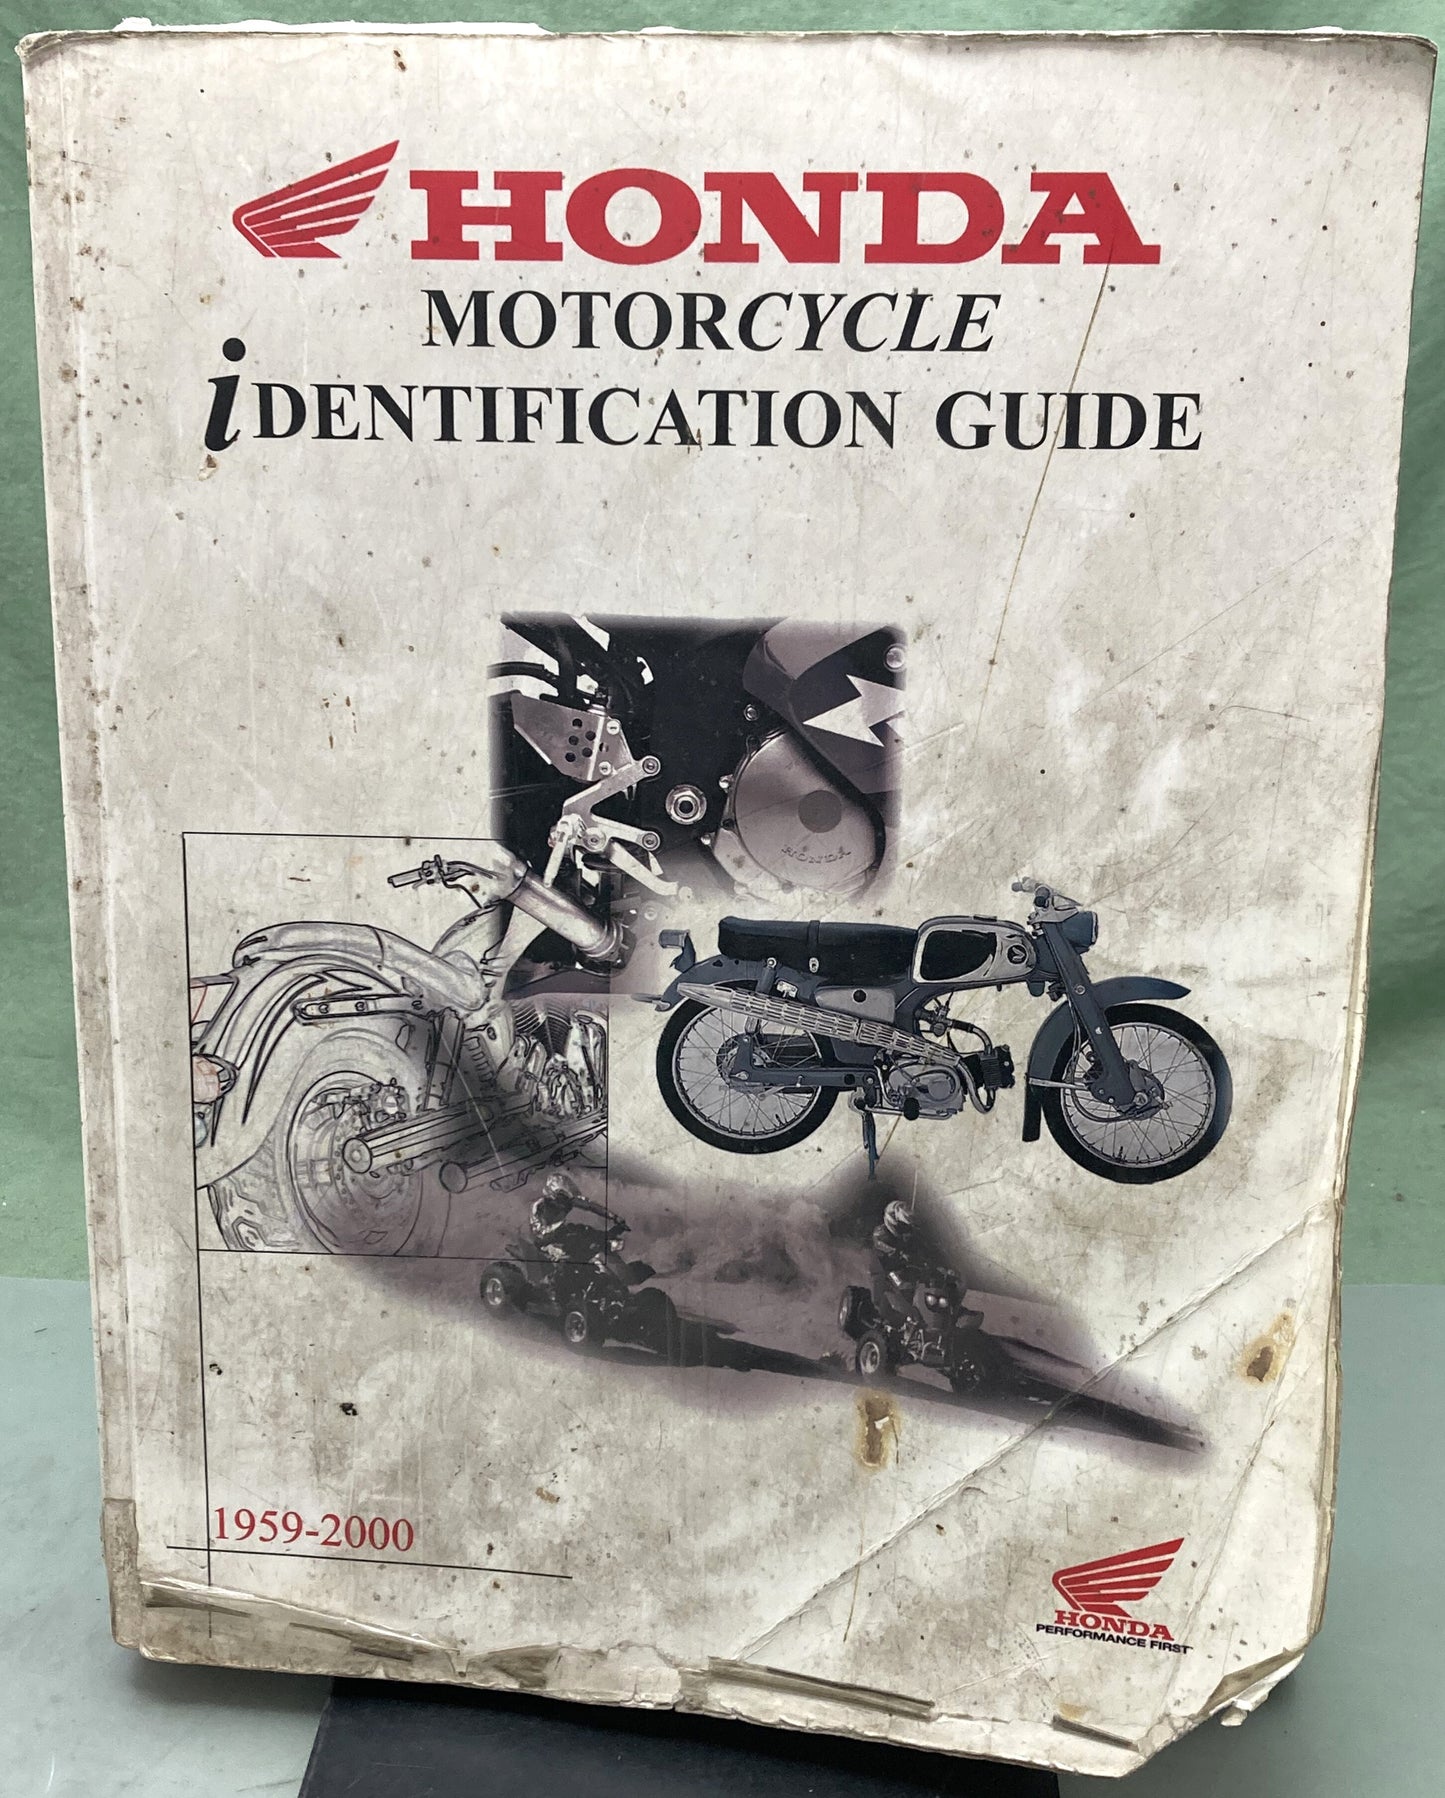 HONDA
MOTORCYCLE
iDENTIFICATION GUIDE
HONDA
1959-2000
HONDA
PERFORMANCE FIRST